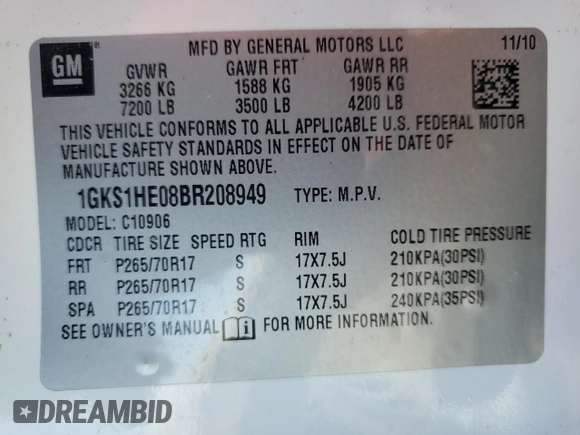 GM ®
MFD BY GENERAL MOTORS LLC 11/10
GVWR GAWR FRT GAWR RR
3266 KG 1588 KG 1905 KG
7200 LB 3500 LB 4200 LB
THIS VEHICLE CONFORMS TO ALL APPLICABLE U.S. FEDERAL MOTOR
VEHICLE SAFETY STANDARDS IN EFFECT ON THE DATE OF
MANUFACTURE SHOWN ABOVE.
1GKS1HE08BR208949 TYPE: M.P.V.
MODEL: C10906
CDCR TIRE SIZE SPEED RTG RIM COLD TIRE PRESSURE
FRT P265/70R17 S 17X7.5J 210KPA(30PSI)
RR P265/70R17 S 17X7.5J 210KPA(30PSI)
SPA P265/70R17 S 17X7.5J 240KPA(35PSI)
SEE OWNER'S MANUAL i FOR MORE INFORMATION.
DREAMBID